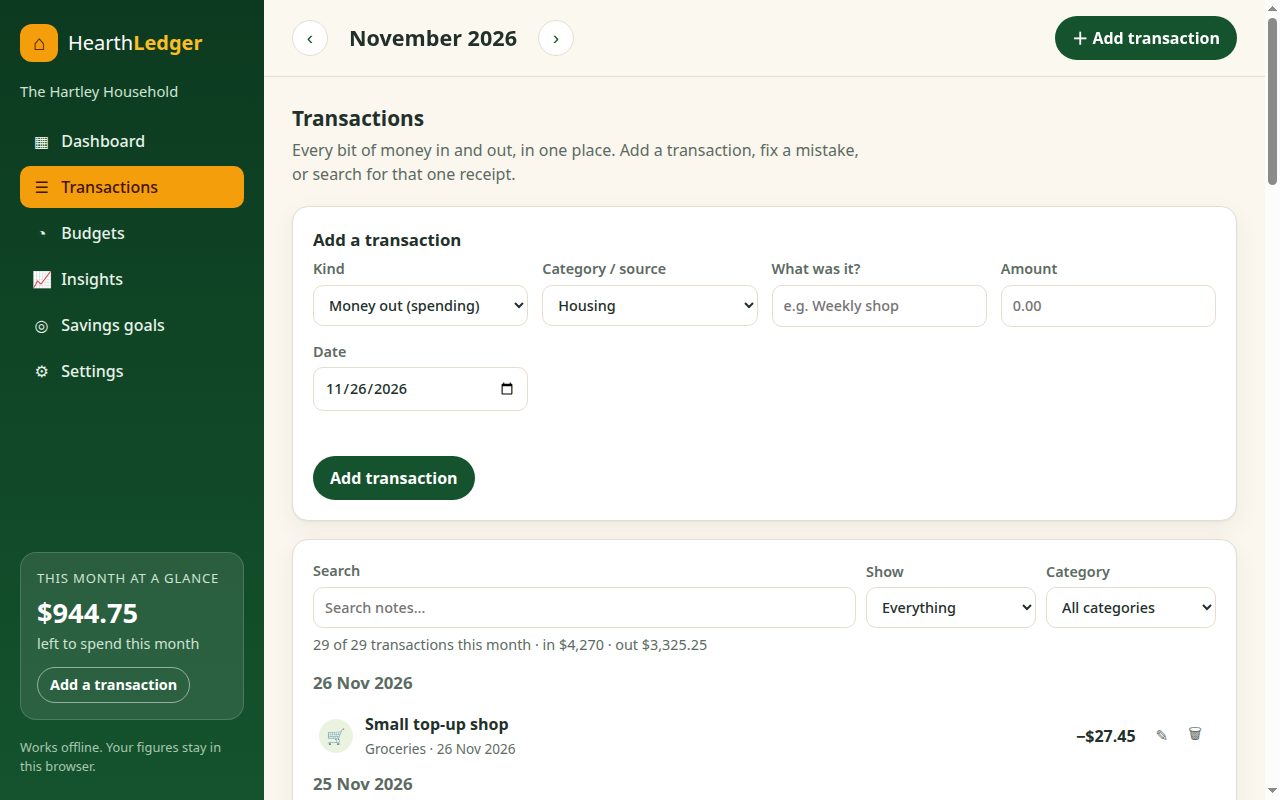 HearthLedger
The Hartley Household
Dashboard
Transactions
Budgets
Insights
Savings goals
Settings
THIS MONTH AT A GLANCE
$944.75
left to spend this month
Add a transaction
Works offline. Your figures stay in
this browser.
‹ November 2026 ›
+ Add transaction
Transactions
Every bit of money in and out, in one place. Add a transaction, fix a mistake,
or search for that one receipt.
Add a transaction
Kind Category / source What was it? Amount
Money out (spending) Housing e.g. Weekly shop 0.00
Date
11/26/2026
Add transaction
Search Show Category
Search notes... Everything All categories
29 of 29 transactions this month · in $4,270 · out $3,325.25
26 Nov 2026
Small top-up shop
Groceries · 26 Nov 2026
−$27.45
25 Nov 2026